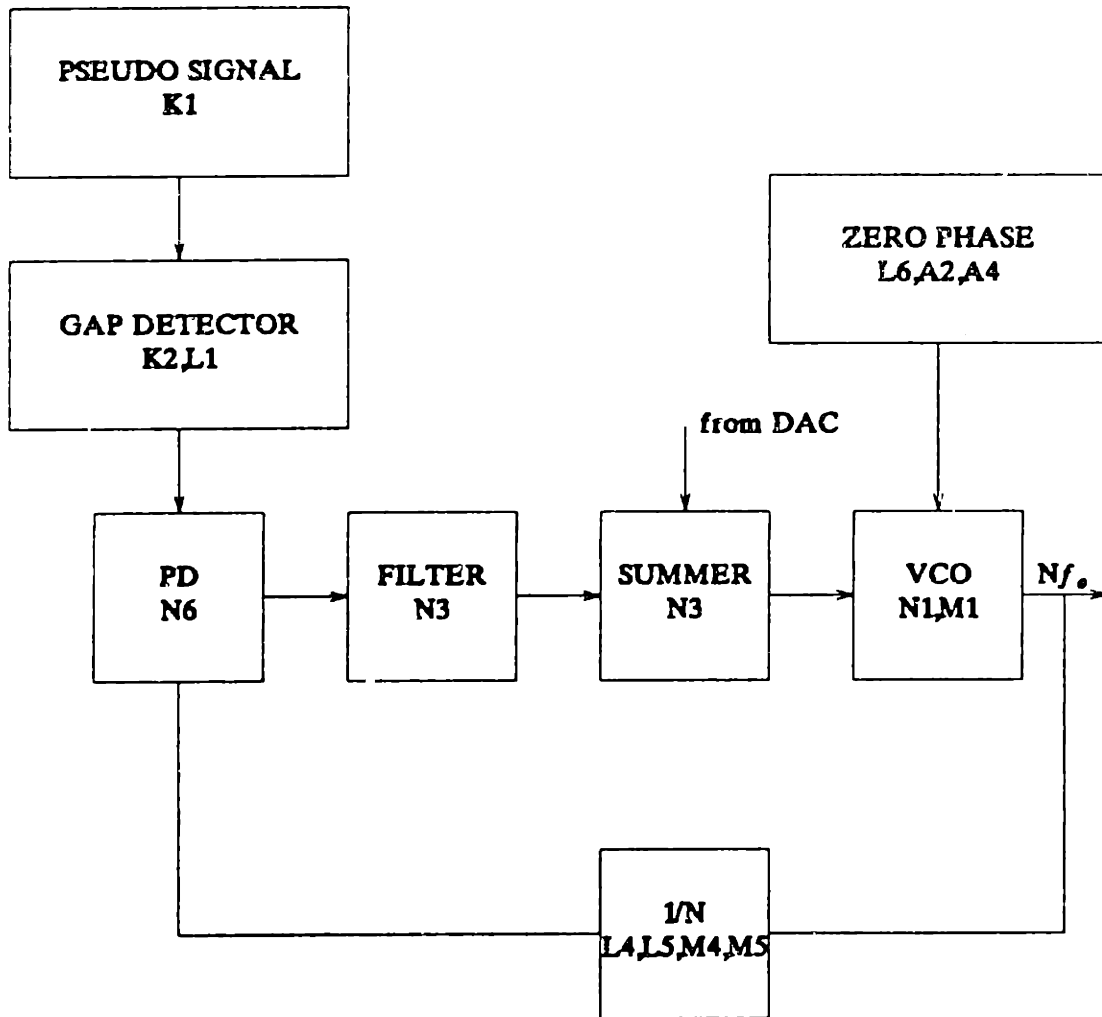 PSEUDO SIGNAL
K1
ZERO PHASE
L6,A2,A4
GAP DETECTOR
K2,L1
from DAC
PD
N6
FILTER
N3
SUMMER
N3
VCO
N1,M1
Nfₒ
1/N
L4,L5,M4,M5